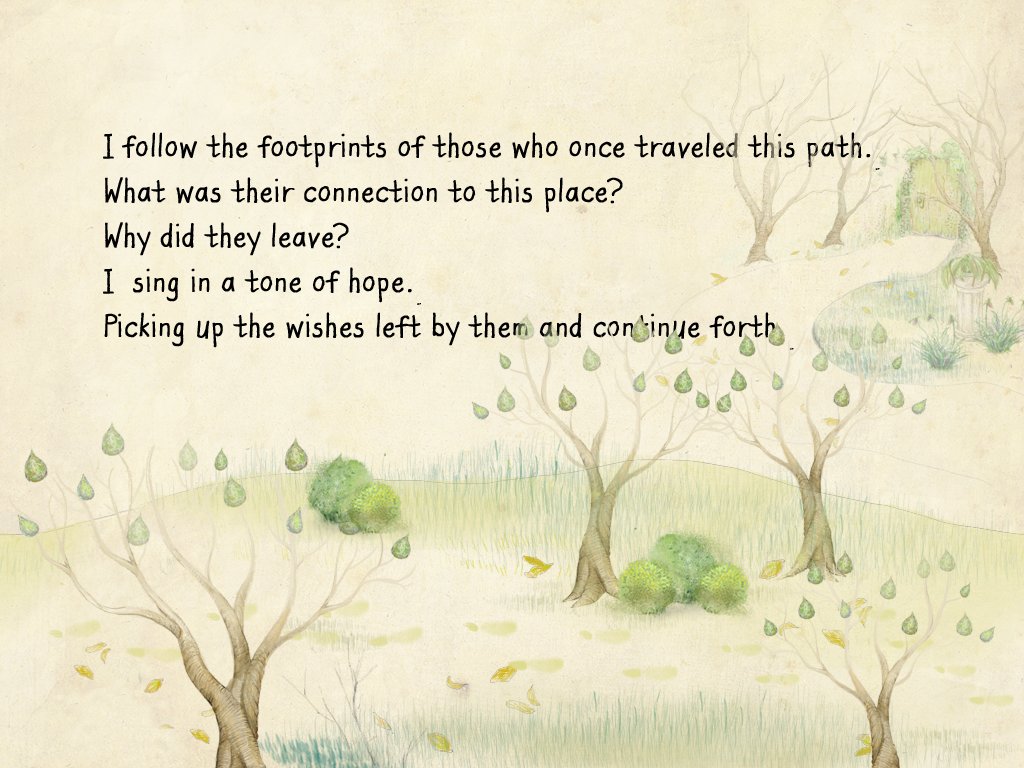 I follow the footprints of those who once traveled this path.
What was their connection to this place?
Why did they leave?
I sing in a tone of hope.
Picking up the wishes left by them and continue forth.